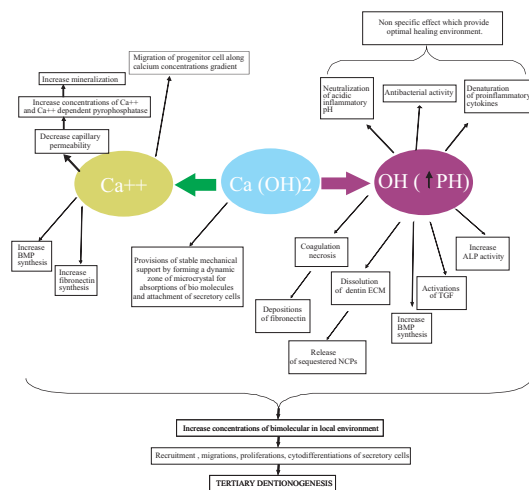 Non specific effect which provide
optimal healing environment.
Migration of progenitor cell along
calcium concentrations gradient
Increase mineralization
Increase concentrations of Ca++
and Ca++ dependent pyrophosphatase
Decrease capillary
permeability
Neutralization
of acidic
inflammatory
pH
Antibacterial activity
Denaturation
of proinflammatory
cytokines
Ca++
Ca (OH)2
OH ( ↑ PH)
Increase
BMP
synthesis
Increase
fibronectin
synthesis
Provisions of stable mechanical
support by forming a dynamic
zone of microcrystal for
absorptions of bio molecules
and attachment of secretory cells
Coagulation
necrosis
Depositions
of fibronectin
Dissolution
of dentin ECM
Release
of sequestered NCPs
Increase
BMP
synthesis
Activations
of TGF
Increase
ALP activity
Increase concentrations of bimolecular in local environment
Recruitment , migrations, proliferations, cytodifferentiations of secretory cells
TERTIARY DENTIONOGENESIS